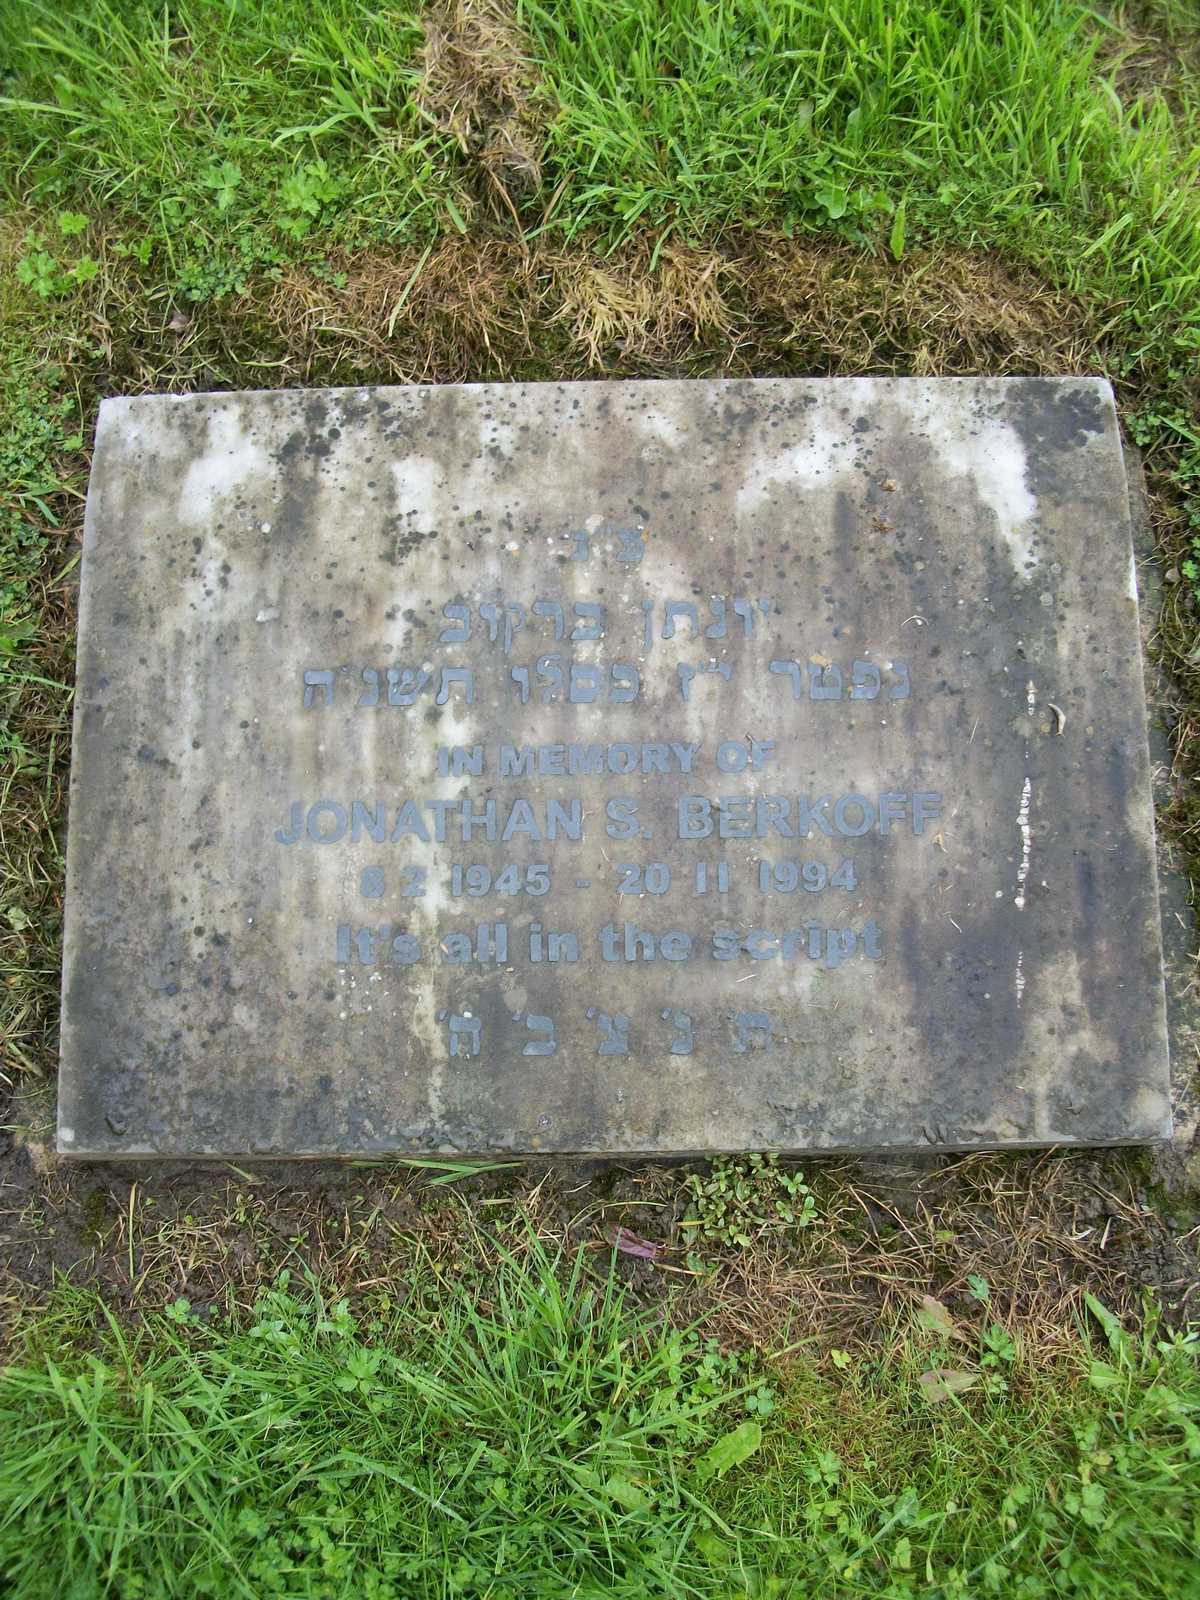 פ״נ
יונתן ברקוב
נפטר י״ז כסלו תשנ״ה
IN MEMORY OF
JONATHAN S. BERKOFF
8 2 1945 - 20 11 1994
It's all in the script
ת׳ נ׳ צ׳ ב׳ ה׳